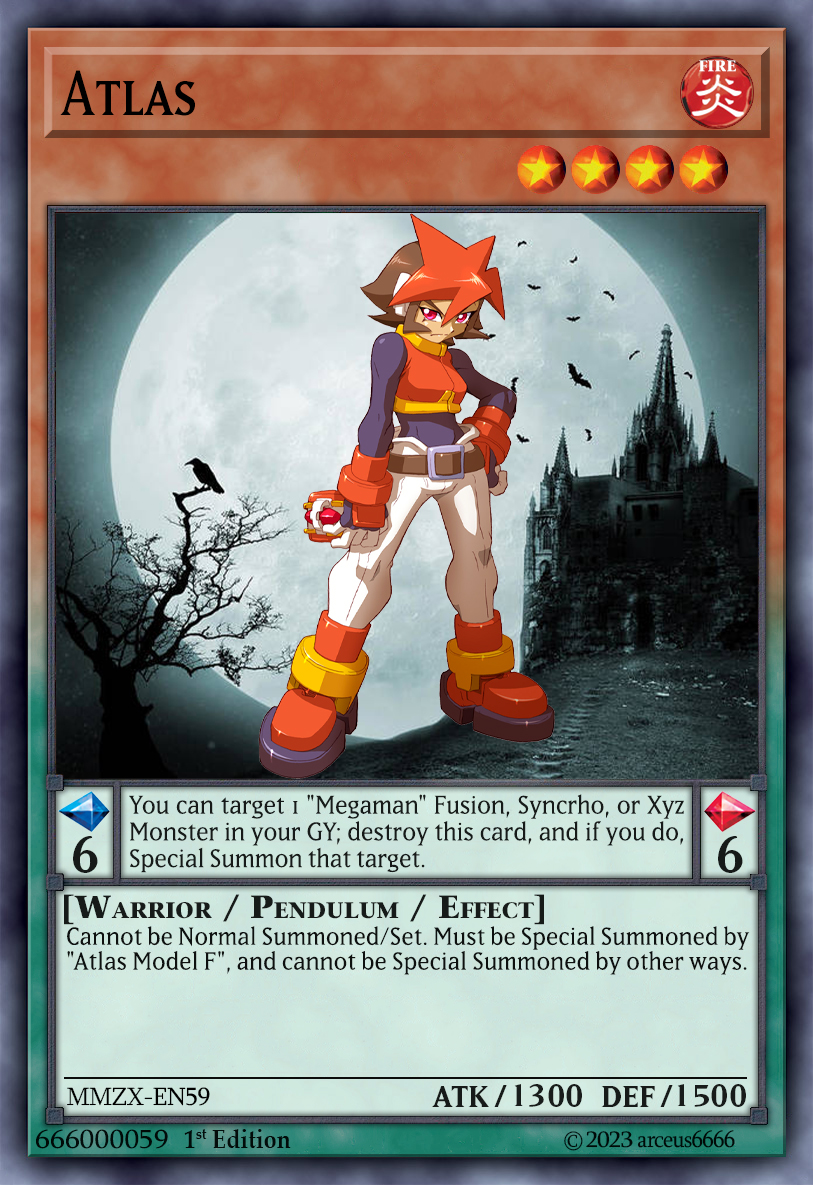 Atlas
FIRE
炎
6
You can target 1 "Megaman" Fusion, Syncrho, or Xyz
Monster in your GY; destroy this card, and if you do,
Special Summon that target.
6
[Warrior / Pendulum / Effect]
Cannot be Normal Summoned/Set. Must be Special Summoned by
"Atlas Model F", and cannot be Special Summoned by other ways.
MMZX-EN59 ATK/1300 DEF/1500
666000059 1st Edition ©2023 arceus6666